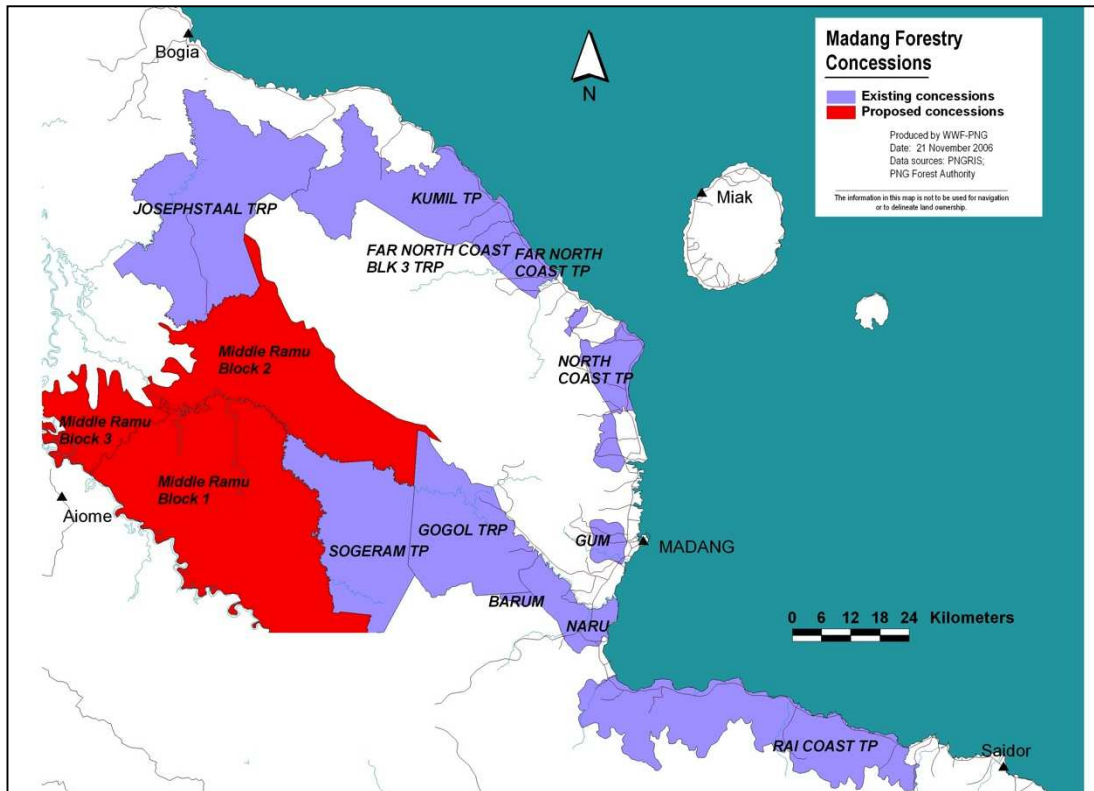 Madang Forestry
Concessions
Existing concessions
Proposed concessions
Produced by WWF-PNG
Date: 21 November 2006
Data sources: PNGRIS;
PNG Forest Authority
The information in this map is not to be used for navigation
or to delineate land ownership.
Bogia
N
Miak
JOSEPHSTAAL TRP
KUMIL TP
FAR NORTH COAST
BLK 3 TRP
FAR NORTH
COAST TP
NORTH
COAST TP
Middle Ramu
Block 2
Middle Ramu
Block 3
Middle Ramu
Block 1
Aiome
SOGERAM TP
GOGOL TRP
GUM
MADANG
BARUM
NARU
0 6 12 18 24 Kilometers
RAI COAST TP
Saidor